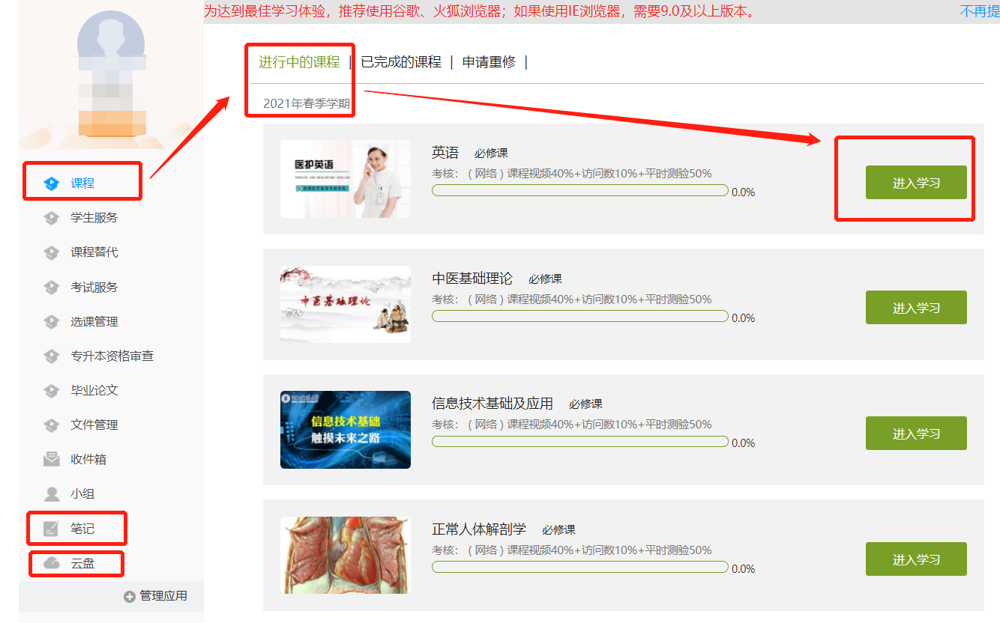 为达到最佳学习体验，推荐使用谷歌、火狐浏览器；如果使用IE浏览器，需要9.0及以上版本。 不再提
进行中的课程 | 已完成的课程 | 申请重修 |
2021年春季学期
课程
学生服务
课程替代
考试服务
选课管理
专升本资格审查
毕业论文
文件管理
收件箱
小组
笔记
云盘
管理应用
医护英语
NURSING AND HEALTHCARE ENGLISH
英语 必修课
考核：（网络）课程视频40%+访问数10%+平时测验50%
0.0%
进入学习
中医基础理论
中医基础理论 必修课
考核：（网络）课程视频40%+访问数10%+平时测验50%
0.0%
进入学习
信息技术基础
触摸未来之路
信息技术基础及应用 必修课
考核：（网络）课程视频40%+访问数10%+平时测验50%
0.0%
进入学习
正常人体解剖学 必修课
考核：（网络）课程视频40%+访问数10%+平时测验50%
0.0%
进入学习